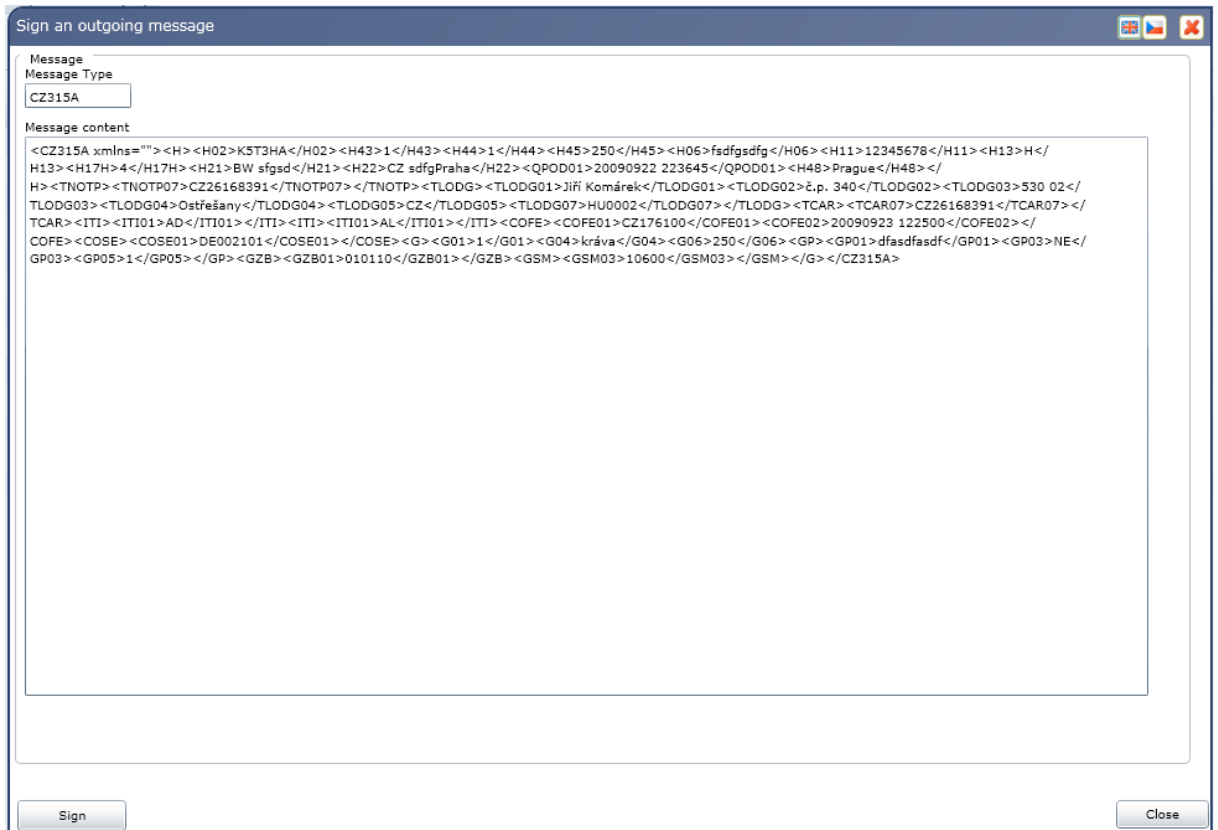 Sign an outgoing message
Message
Message Type
CZ315A
Message content
<CZ315A xmlns=""><H><H02>K5T3HA</H02><H43>1</H43><H44>1</H44><H45>250</H45><H06>fsdfgsdfg</H06><H11>12345678</H11><H13>H</
H13><H17H>4</H17H><H21>BW sfgsd</H21><H22>CZ sdfgPraha</H22><QPOD01>20090922 223645</QPOD01><H48>Prague</H48></
H><TNOTP><TNOTP07>CZ26168391</TNOTP07></TNOTP><TLODG><TLODG01>Jiří Komárek</TLODG01><TLODG02>č.p. 340</TLODG02><TLODG03>530 02</
TLODG03><TLODG04>Ostřešany</TLODG04><TLODG05>CZ</TLODG05><TLODG07>HU0002</TLODG07></TLODG><TCAR><TCAR07>CZ26168391</TCAR07></
TCAR><ITI><ITI01>AD</ITI01></ITI><ITI><ITI01>AL</ITI01></ITI><COFE><COFE01>CZ176100</COFE01><COFE02>20090923 122500</COFE02></
COFE><COSE><COSE01>DE002101</COSE01></COSE><G><G01>1</G01><G04>kráva</G04><G06>250</G06><GP><GP01>dfasdfasdf</GP01><GP03>NE</
GP03><GP05>1</GP05></GP><GZB><GZB01>010110</GZB01></GZB><GSM><GSM03>10600</GSM03></GSM></G></CZ315A>
Sign
Close